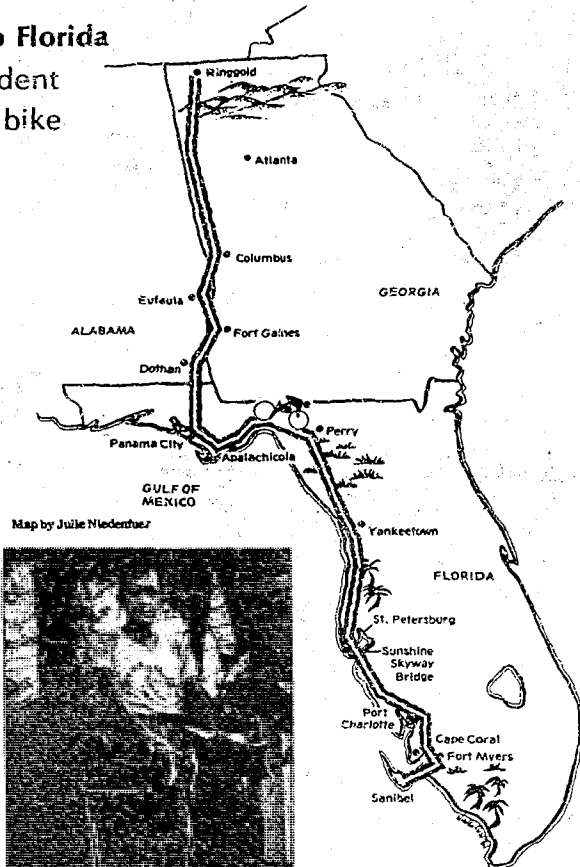 Florida
dent
bike
Ringgold
Atlanta
Columbus
Eufaula
GEORGIA
ALABAMA
Fort Gaines
Dothan
Perry
Panama City
Apalachicola
GULF OF
MEXICO
Map by Julie Niedenfuer
Yankeetown
FLORIDA
St. Petersburg
Sunshine
Skyway
Bridge
Port
Charlotte
Cape Coral
Fort Myers
Sanibel